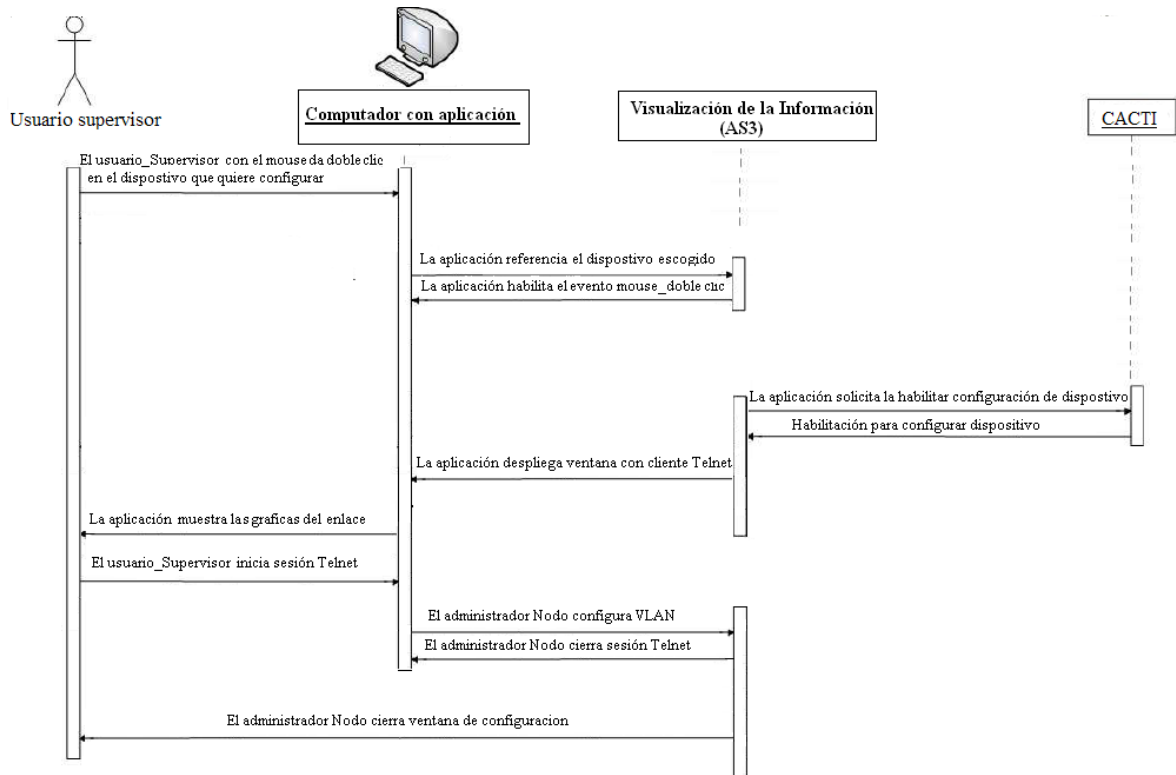 Usuario supervisor
Computador con aplicación
Visualización de la Información
(AS3)
CACTI
El usuario_Supervisor con el mouse da doble clic
en el dispostivo que quiere configurar
La aplicación referencia el dispostivo escogido
La aplicación habilita el evento mouse_doble clic
La aplicación solicita la habilitar configuración de dispostivo
Habilitación para configurar dispositivo
La aplicación despliega ventana con cliente Telnet
La aplicación muestra las graficas del enlace
El usuario_Supervisor inicia sesión Telnet
El administrador Nodo configura VLAN
El administrador Nodo cierra sesión Telnet
El administrador Nodo cierra ventana de configuracion